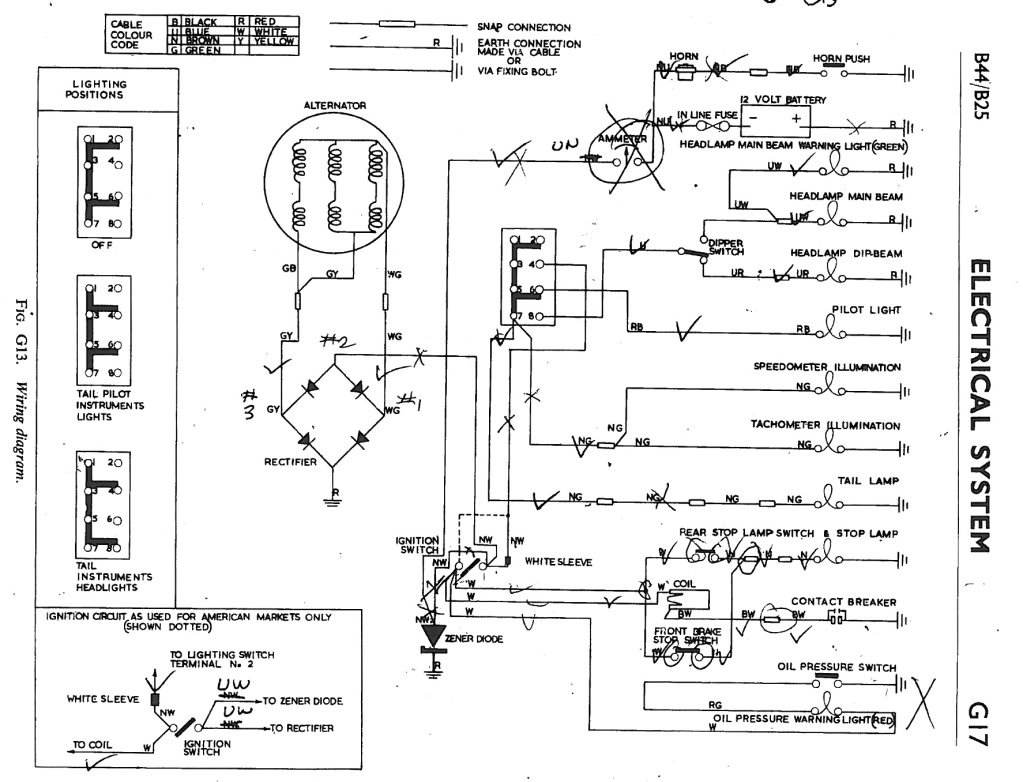 CABLE COLOUR CODE
B BLACK R RED
U BLUE W WHITE
N BROWN Y YELLOW
G GREEN
SNAP CONNECTION
R
EARTH CONNECTION
MADE VIA CABLE
OR
VIA FIXING BOLT.
B44/B25
ELECTRICAL SYSTEM
G17
LIGHTING
POSITIONS
1 2
3 4
5 6
7 8
OFF
1 2
3 4
5 6
7 8
TAIL PILOT
INSTRUMENTS
LIGHTS
1 2
3 4
5 6
7 8
TAIL
INSTRUMENTS
HEADLIGHTS
FIG. G13. Wiring diagram.
ALTERNATOR
GB
GY
WG
GY
WG
#2
#3
GY
WG
#1
RECTIFIER
R
HORN
HORN PUSH
NU
12 VOLT BATTERY
NU
IN LINE FUSE
- +
R
UN
AMMETER
HEADLAMP MAIN BEAM WARNING LIGHT (GREEN)
UW
R
HEADLAMP MAIN BEAM
UW
UW
R
1 2
3 4
5 6
7 8
U
DIPPER
SWITCH
HEADLAMP DIP-BEAM
UR
UR
R
PILOT LIGHT
RB
RB
SPEEDOMETER ILLUMINATION
NG
TACHOMETER ILLUMINATION
NG
NG
NG
NG
TAIL LAMP
NG
NG
NG
NG
REAR STOP LAMP SWITCH & STOP LAMP
W
N
N
IGNITION
SWITCH
NW
NW
NW
WHITE SLEEVE
W
W
W
NW
ZENER DIODE
R
W
COIL
BW
CONTACT BREAKER
BW
BW
FRONT BRAKE
STOP SWITCH
W
OIL PRESSURE SWITCH
RG
OIL PRESSURE WARNING LIGHT (RED)
W
IGNITION CIRCUIT AS USED FOR AMERICAN MARKETS ONLY
(SHOWN DOTTED)
TO LIGHTING SWITCH
TERMINAL No. 2
WHITE SLEEVE
NW
UW
NW
TO ZENER DIODE
UW
NW
TO RECTIFIER
IGNITION
SWITCH
W
TO COIL